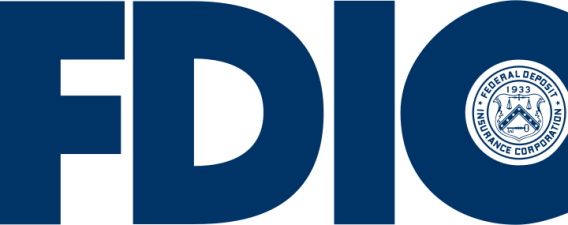 FDIC
FEDERAL DEPOSIT
1933
INSURANCE CORPORATION